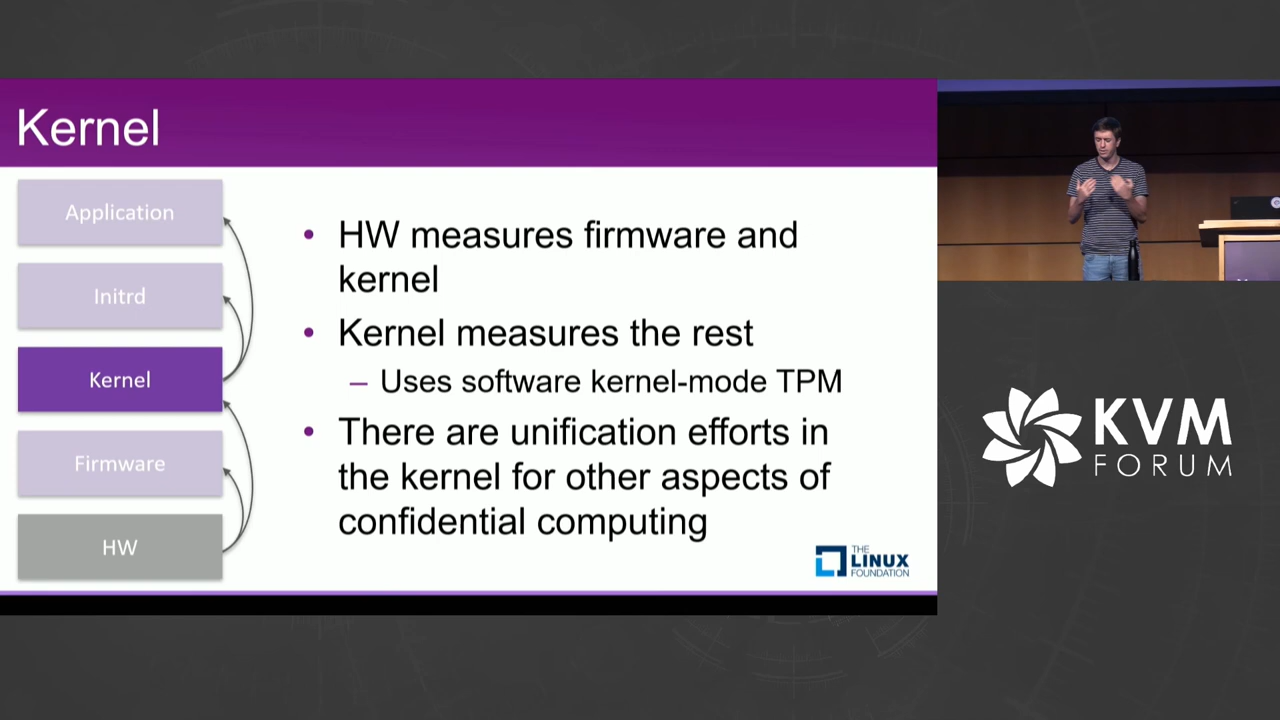 Kernel
Application
Initrd
Kernel
Firmware
HW
• HW measures firmware and
kernel
• Kernel measures the rest
– Uses software kernel-mode TPM
• There are unification efforts in
the kernel for other aspects of
confidential computing
THE
LINUX
FOUNDATION
KVM
FORUM